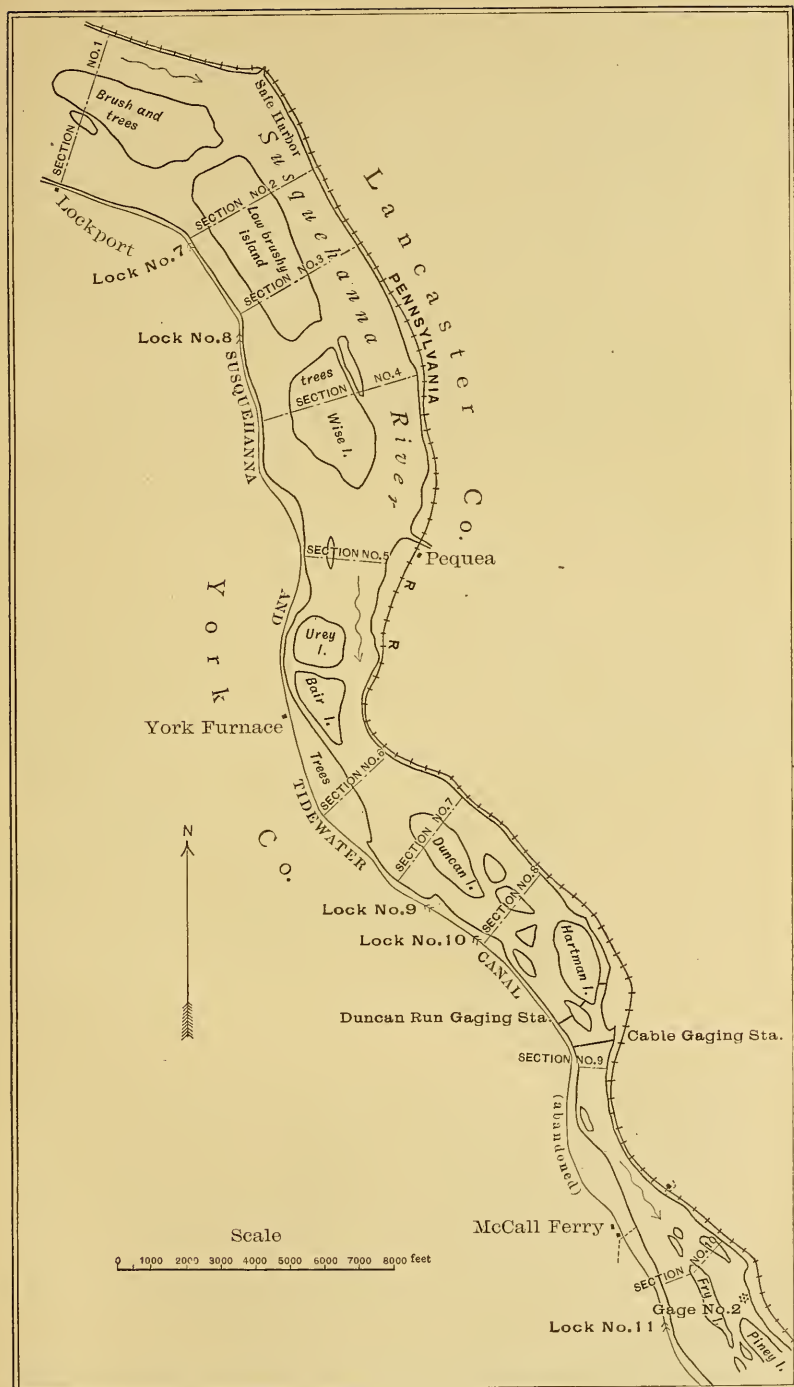 SECTION NO.1
Brush and
trees
Safe Harbor
Susquehanna River
Lancaster Co.
PENNSYLVANIA
R R
Lockport
Lock No.7
SECTION NO.2
Low brushy
island
SECTION NO.3
Lock No.8
SUSQUEHANNA
trees
SECTION NO.4
Wise I.
SECTION NO.5
Pequea
York Co.
AND
Urey
I.
Bair I.
York Furnace
Trees
SECTION NO.6
TIDEWATER
SECTION NO.7
Duncan I.
N
SECTION NO.8
Lock No.9
Lock No.10
CANAL
Hartman I.
Duncan Run Gaging Sta.
Cable Gaging Sta.
SECTION NO.9
(abandoned)
McCall Ferry
Scale
0 1000 2000 3000 4000 5000 6000 7000 8000 feet
SECTION NO.10
Fry I.
Gage No.2
Lock No.11
Piney I.